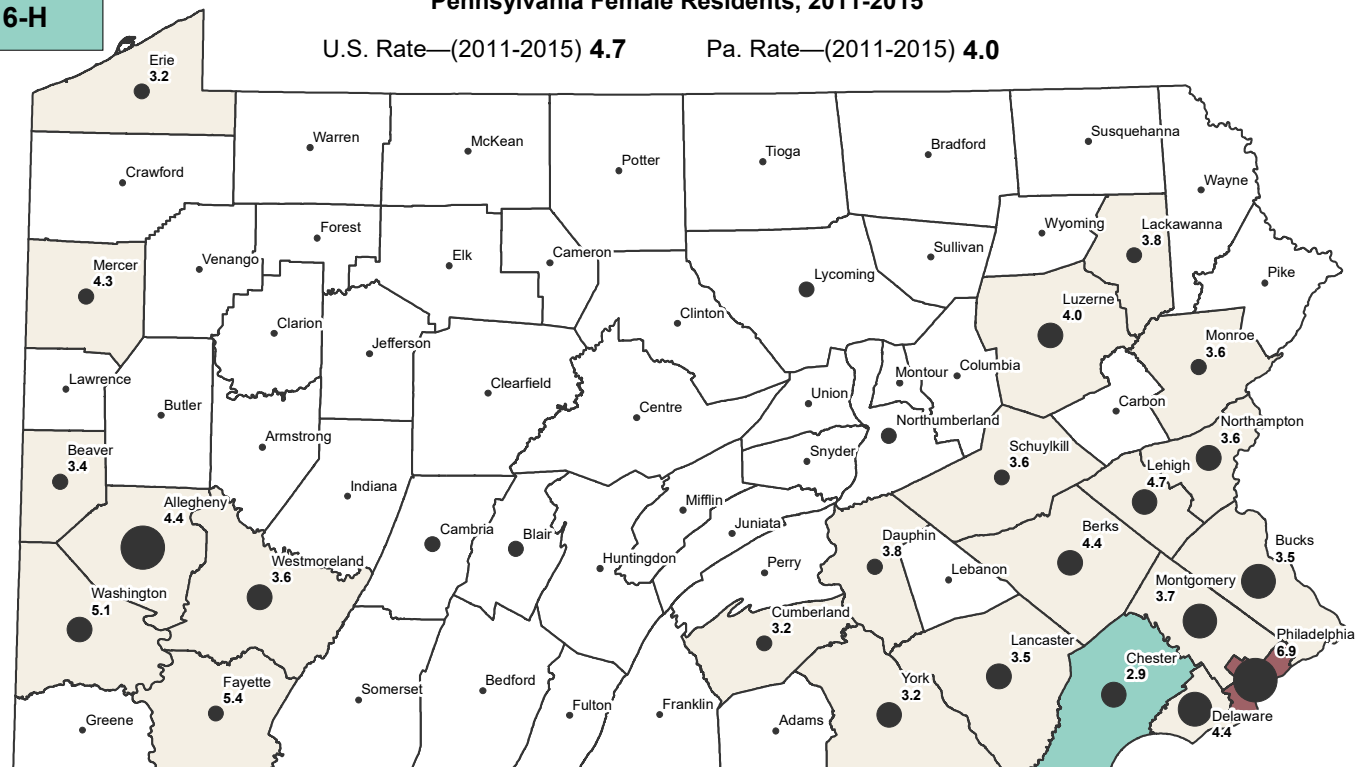 6-H
Pennsylvania Female Residents, 2011-2015
U.S. Rate—(2011-2015) 4.7
Pa. Rate—(2011-2015) 4.0
Erie
3.2
Warren
McKean
Potter
Tioga
Bradford
Susquehanna
Wayne
Crawford
Forest
Venango
Elk
Cameron
Sullivan
Wyoming
Lackawanna
3.8
Mercer
4.3
Lycoming
Pike
Luzerne
4.0
Clarion
Clinton
Jefferson
Monroe
3.6
Lawrence
Clearfield
Montour
Columbia
Butler
Centre
Union
Carbon
Northumberland
Northampton
3.6
Armstrong
Beaver
3.4
Snyder
Schuylkill
3.6
Lehigh
4.7
Allegheny
4.4
Indiana
Mifflin
Cambria
Blair
Juniata
Berks
4.4
Dauphin
3.8
Bucks
3.5
Westmoreland
3.6
Huntingdon
Perry
Lebanon
Washington
5.1
Montgomery
3.7
Cumberland
3.2
Lancaster
3.5
Philadelphia
6.9
Chester
2.9
Fayette
5.4
Somerset
Bedford
York
3.2
Greene
Fulton
Franklin
Adams
Delaware
4.4